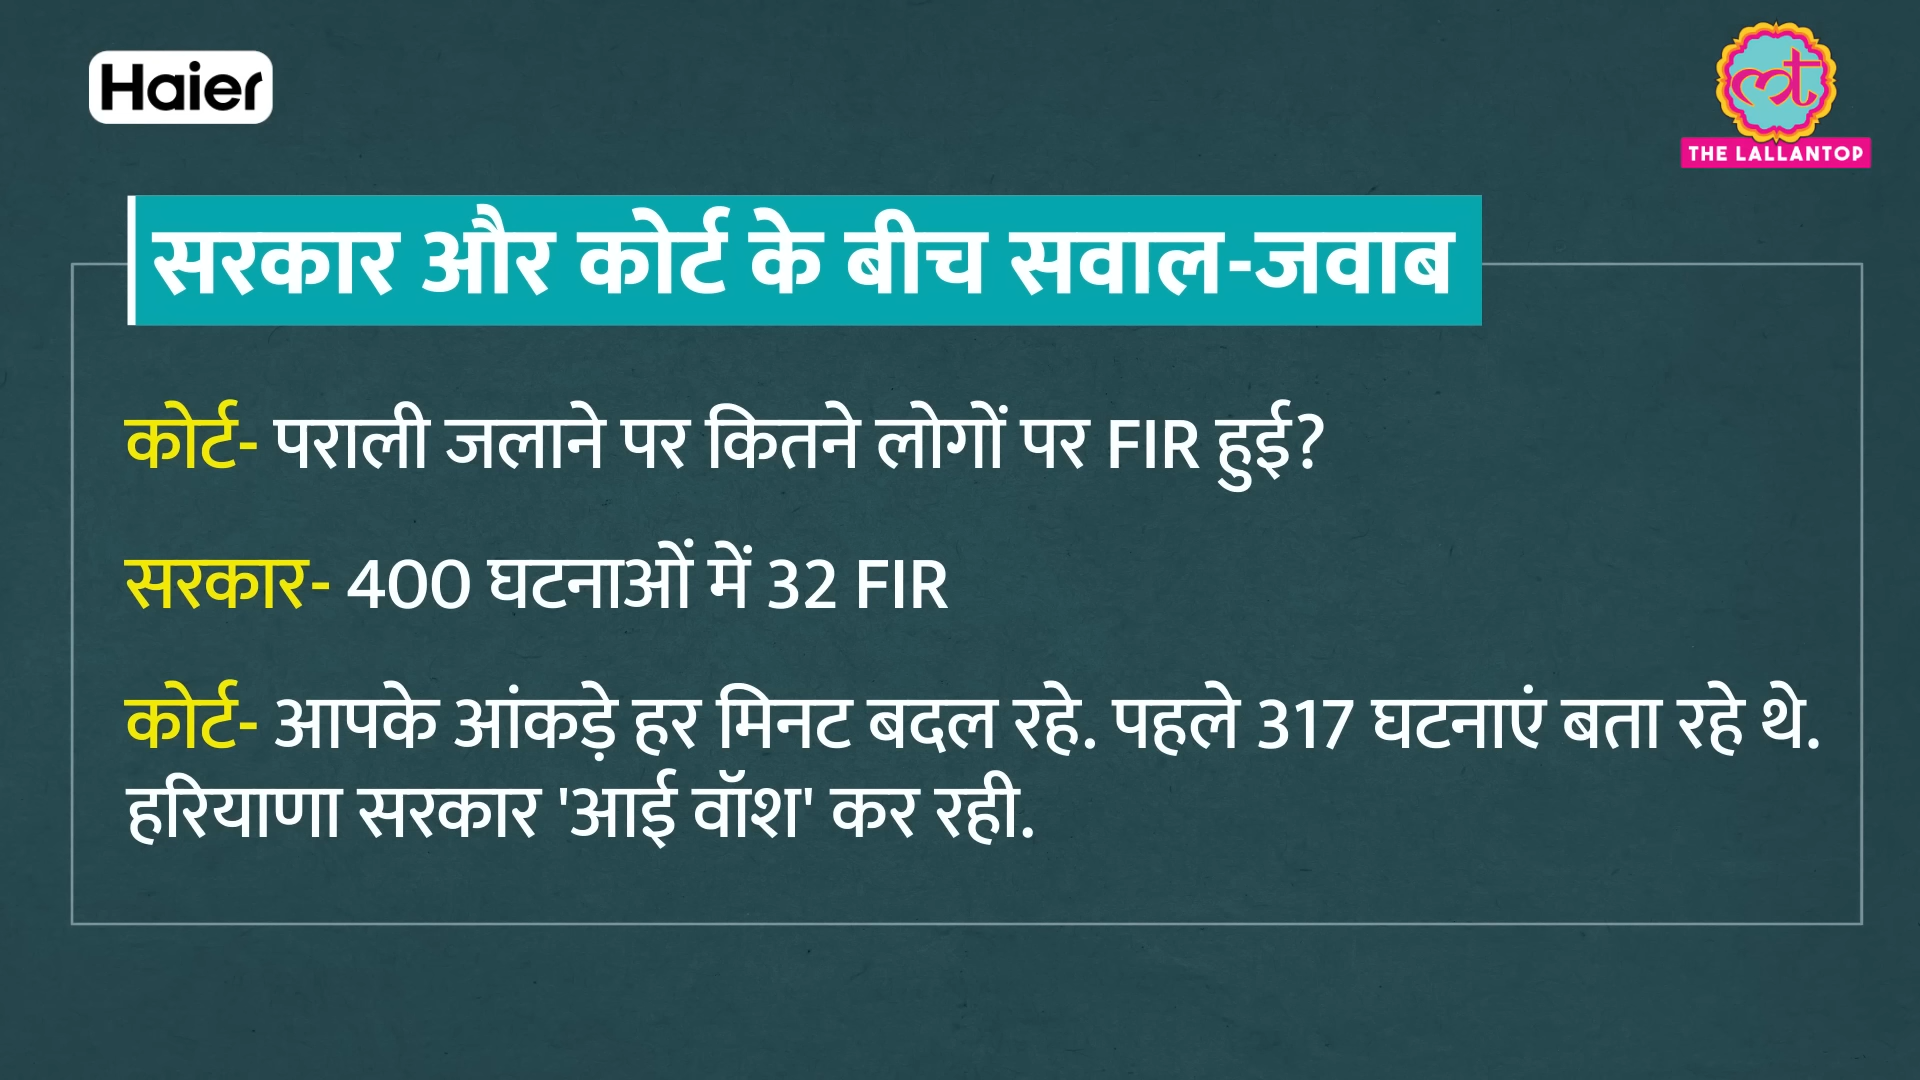 Haier
THE LALLANTOP
सरकार और कोर्ट के बीच सवाल-जवाब
कोर्ट- पराली जलाने पर कितने लोगों पर FIR हुई?
सरकार- 400 घटनाओं में 32 FIR
कोर्ट- आपके आंकड़े हर मिनट बदल रहे. पहले 317 घटनाएं बता रहे थे.
हरियाणा सरकार 'आई वॉश' कर रही.